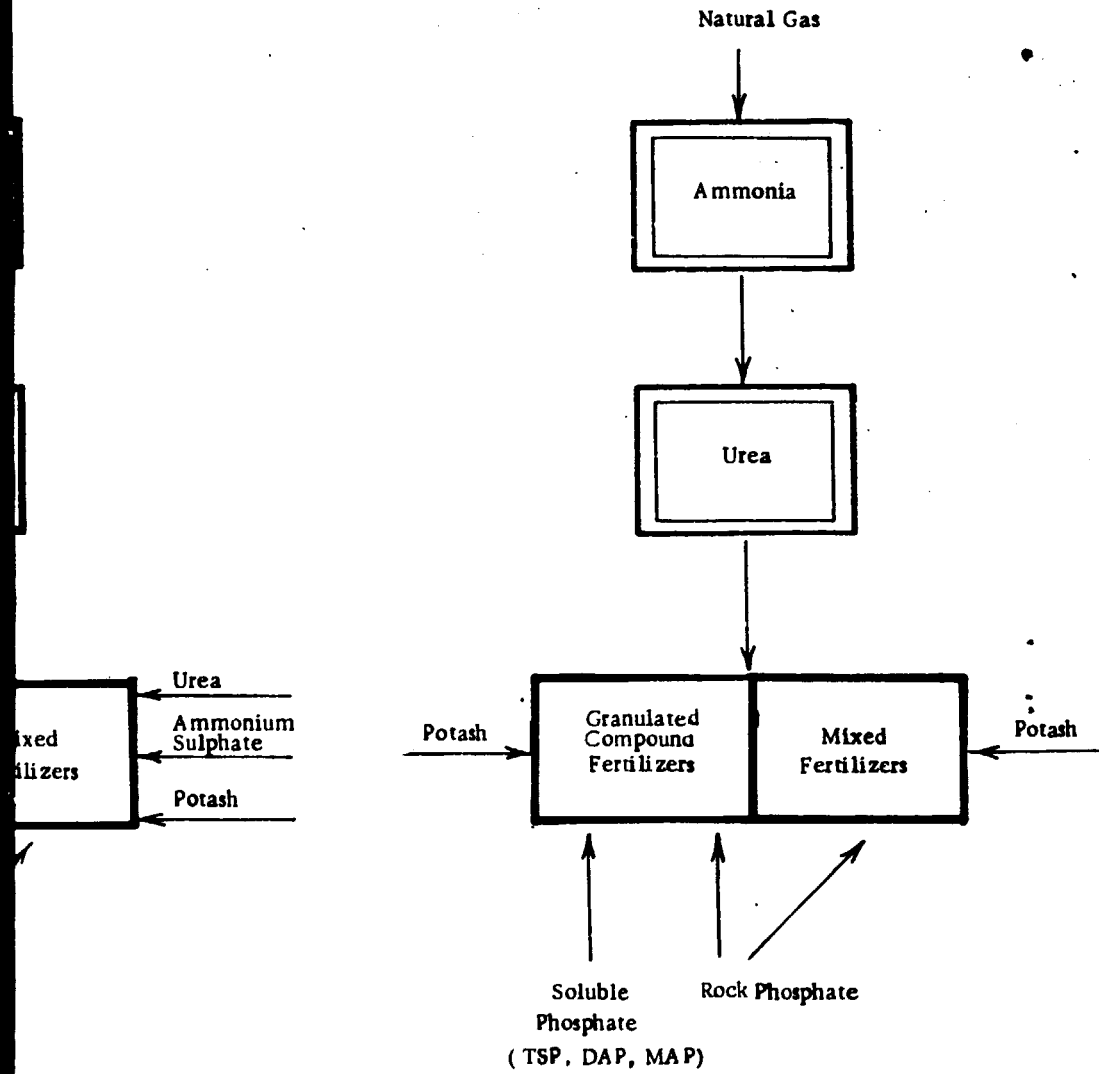 Natural Gas
Ammonia
Urea
Urea
Ammonium
Sulphate
Potash
Potash
Granulated
Compound
Fertilizers
Mixed
Fertilizers
Potash
Soluble
Phosphate
(TSP, DAP, MAP)
Rock Phosphate